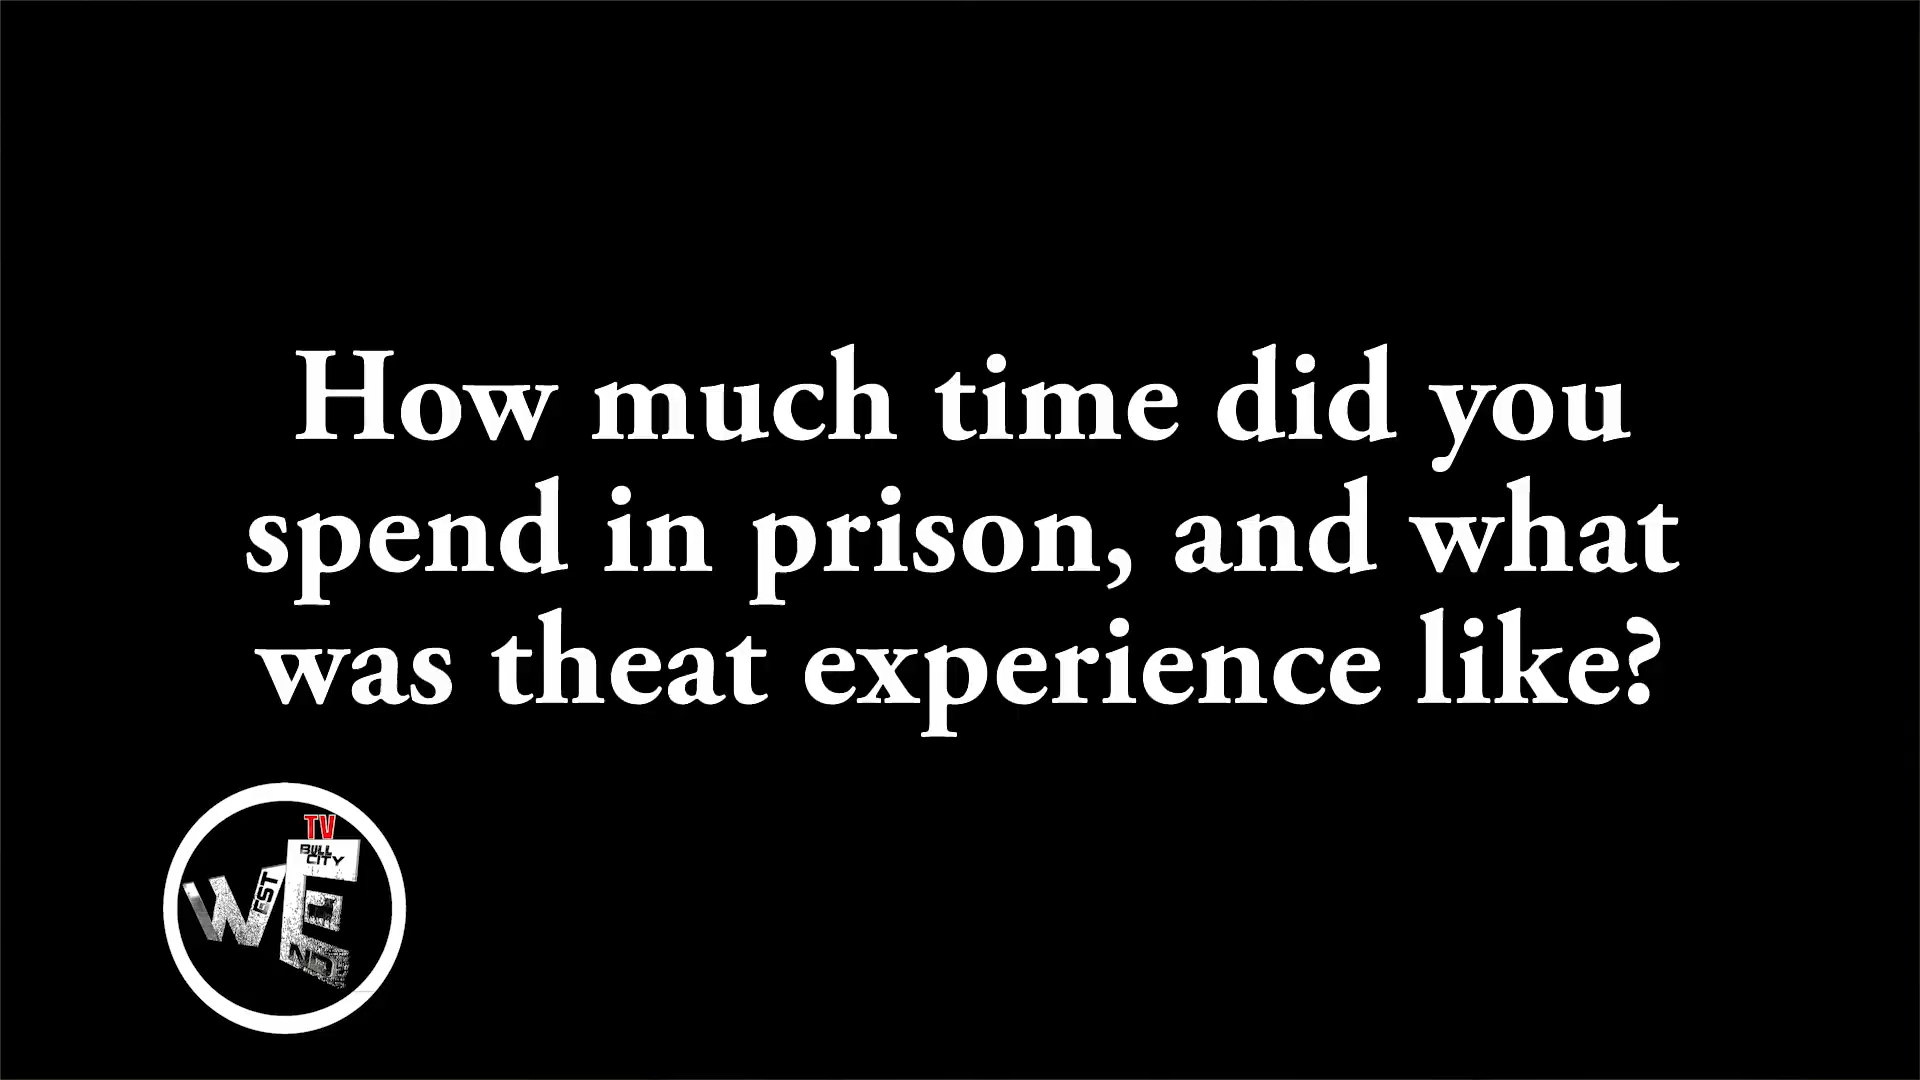 How much time did you
spend in prison, and what
was theat experience like?
TV
BULL
CITY
WEST
END